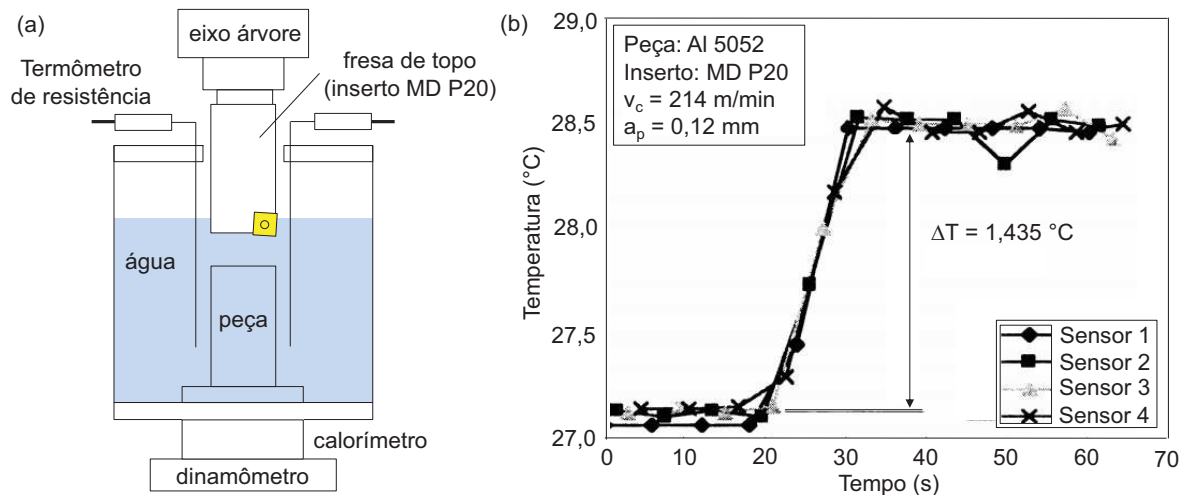 (a)
eixo árvore
Termômetro
de resistência
fresa de topo
(inserto MD P20)
água
peça
calorímetro
dinamômetro
(b)
Temperatura (°C)
29,0
28,5
28,0
27,5
27,0
Peça: Al 5052
Inserto: MD P20
v_c = 214 m/min
a_p = 0,12 mm
ΔT = 1,435 °C
Sensor 1
Sensor 2
Sensor 3
Sensor 4
0 10 20 30 40 50 60 70
Tempo (s)